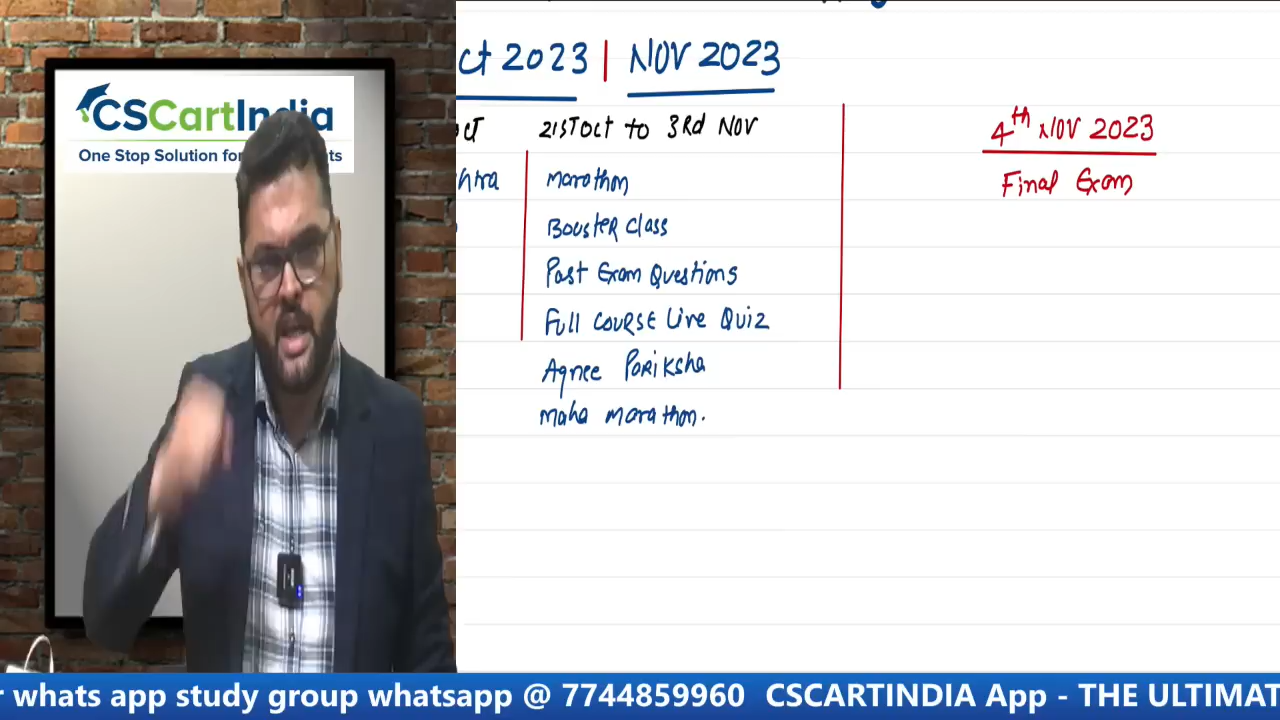 CSCartIndia
One Stop Solution for
ct 2023 | NOV 2023
21ST Oct to 3Rd NOV
4th NOV 2023
marathon
Final Exam
Booster Class
Past Exam Questions
Full COURSE Live Quiz
Agnee Pariksha
maha marathon.
whats app study group whatsapp @ 7744859960 CSCARTINDIA App - THE ULTIMAT